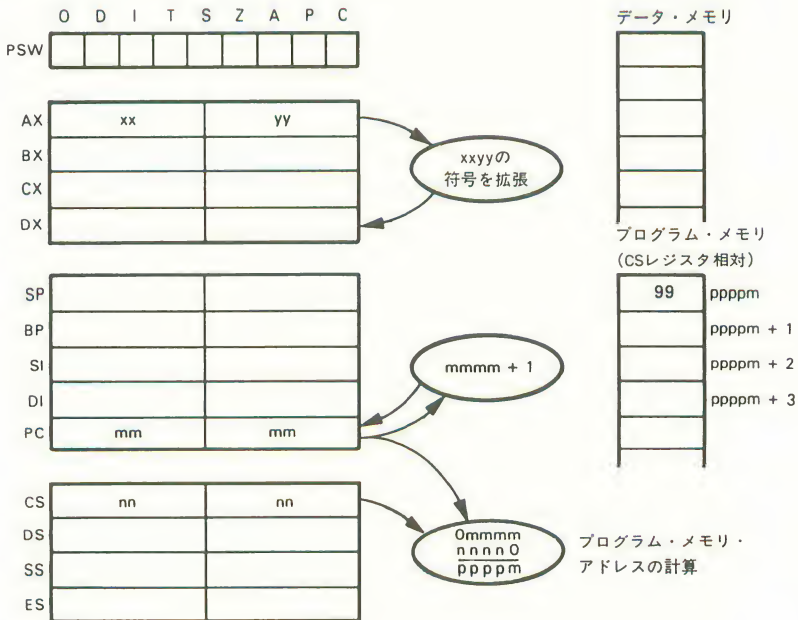 O D I T S Z A P C
PSW
AX xx yy
BX
CX
DX
xxyyの
符号を拡張
データ・メモリ
プログラム・メモリ
(CSレジスタ相対)
99 ppppm
ppppm + 1
ppppm + 2
ppppm + 3
SP
BP
SI
DI
PC mm mm
mmmm + 1
CS nn nn
DS
SS
ES
0mmmm
nnnn0
ppppm
プログラム・メモリ・
アドレスの計算